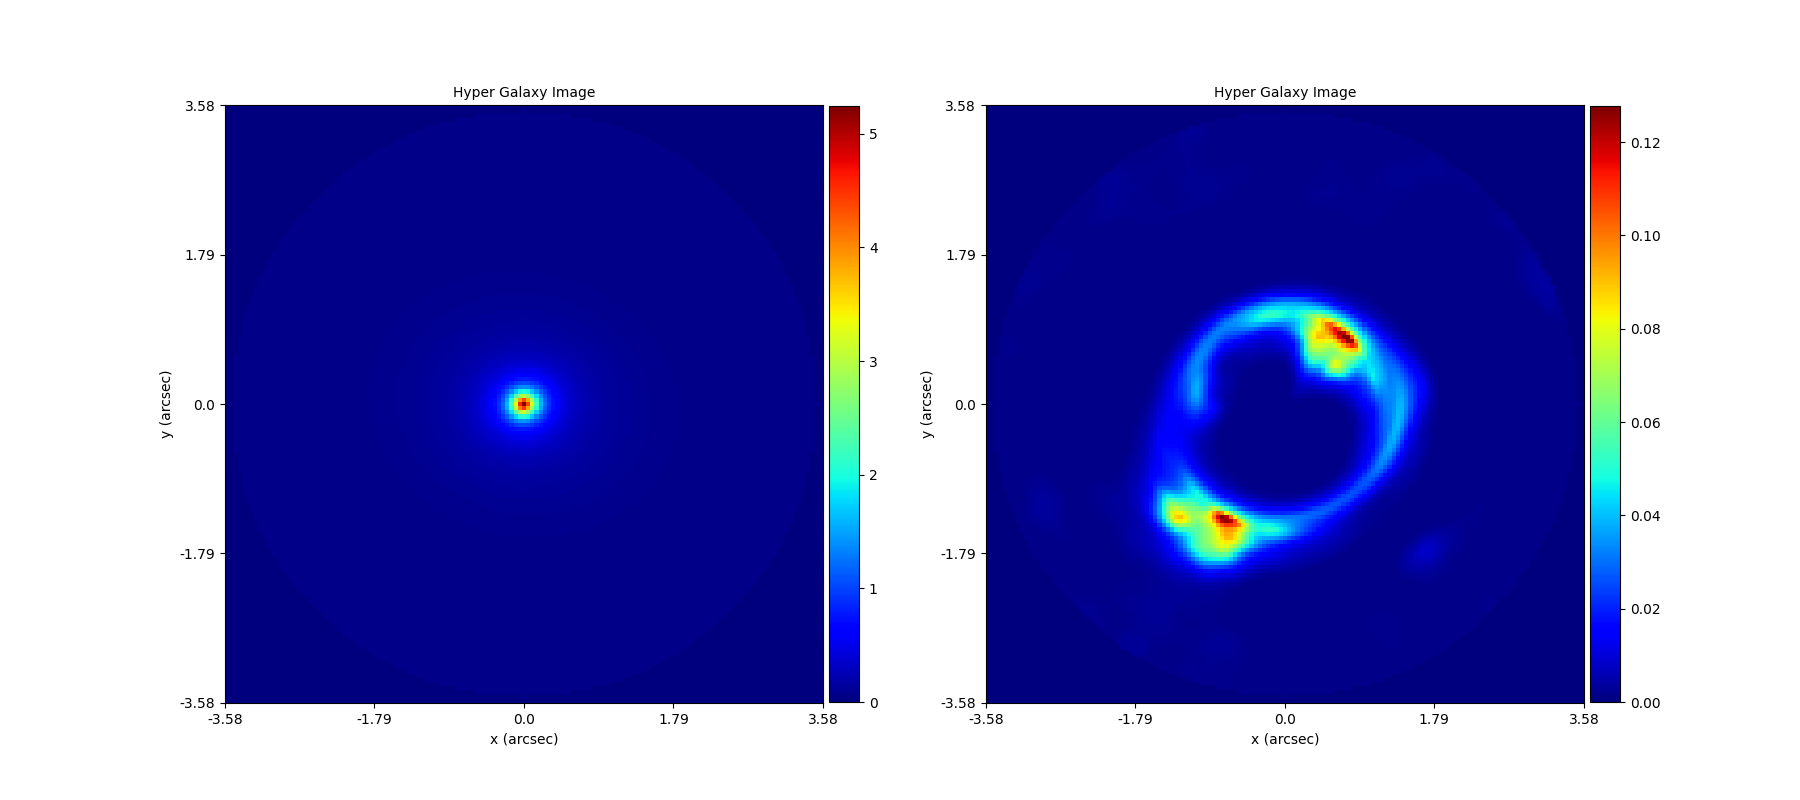 Hyper Galaxy Image
3.58
1.79
0.0
-1.79
-3.58
y (arcsec)
-3.58 -1.79 0.0 1.79 3.58
x (arcsec)
5
4
3
2
1
0
Hyper Galaxy Image
3.58
1.79
0.0
-1.79
-3.58
y (arcsec)
-3.58 -1.79 0.0 1.79 3.58
x (arcsec)
0.12
0.10
0.08
0.06
0.04
0.02
0.00